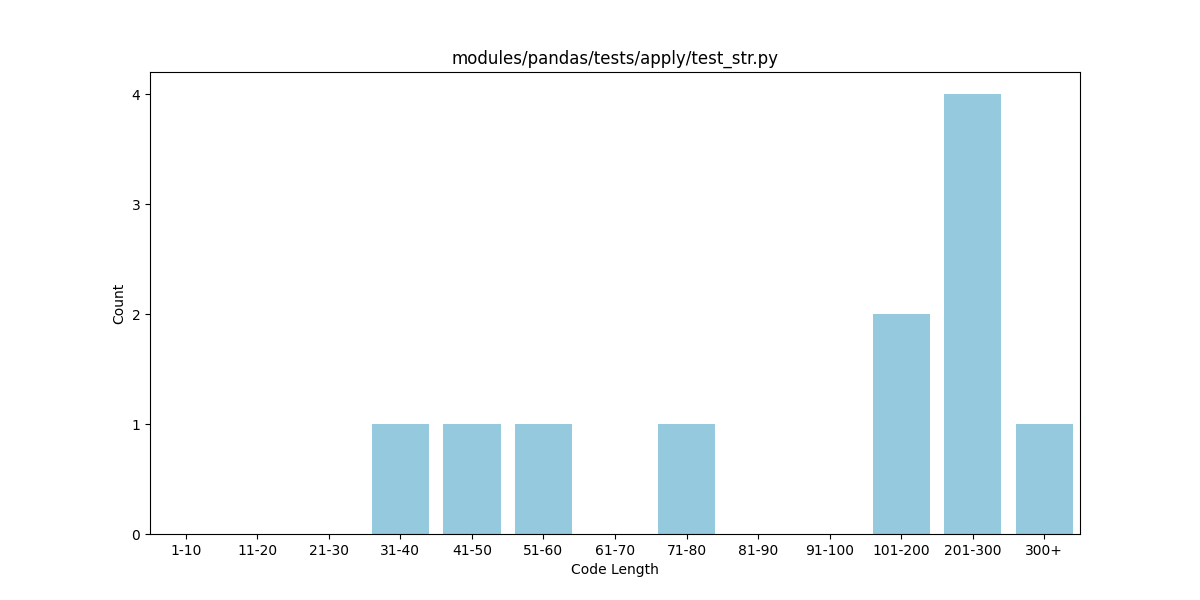 modules/pandas/tests/apply/test_str.py
4
3
2
1
0
Count
1-10 11-20 21-30 31-40 41-50 51-60 61-70 71-80 81-90 91-100 101-200 201-300 300+
Code Length